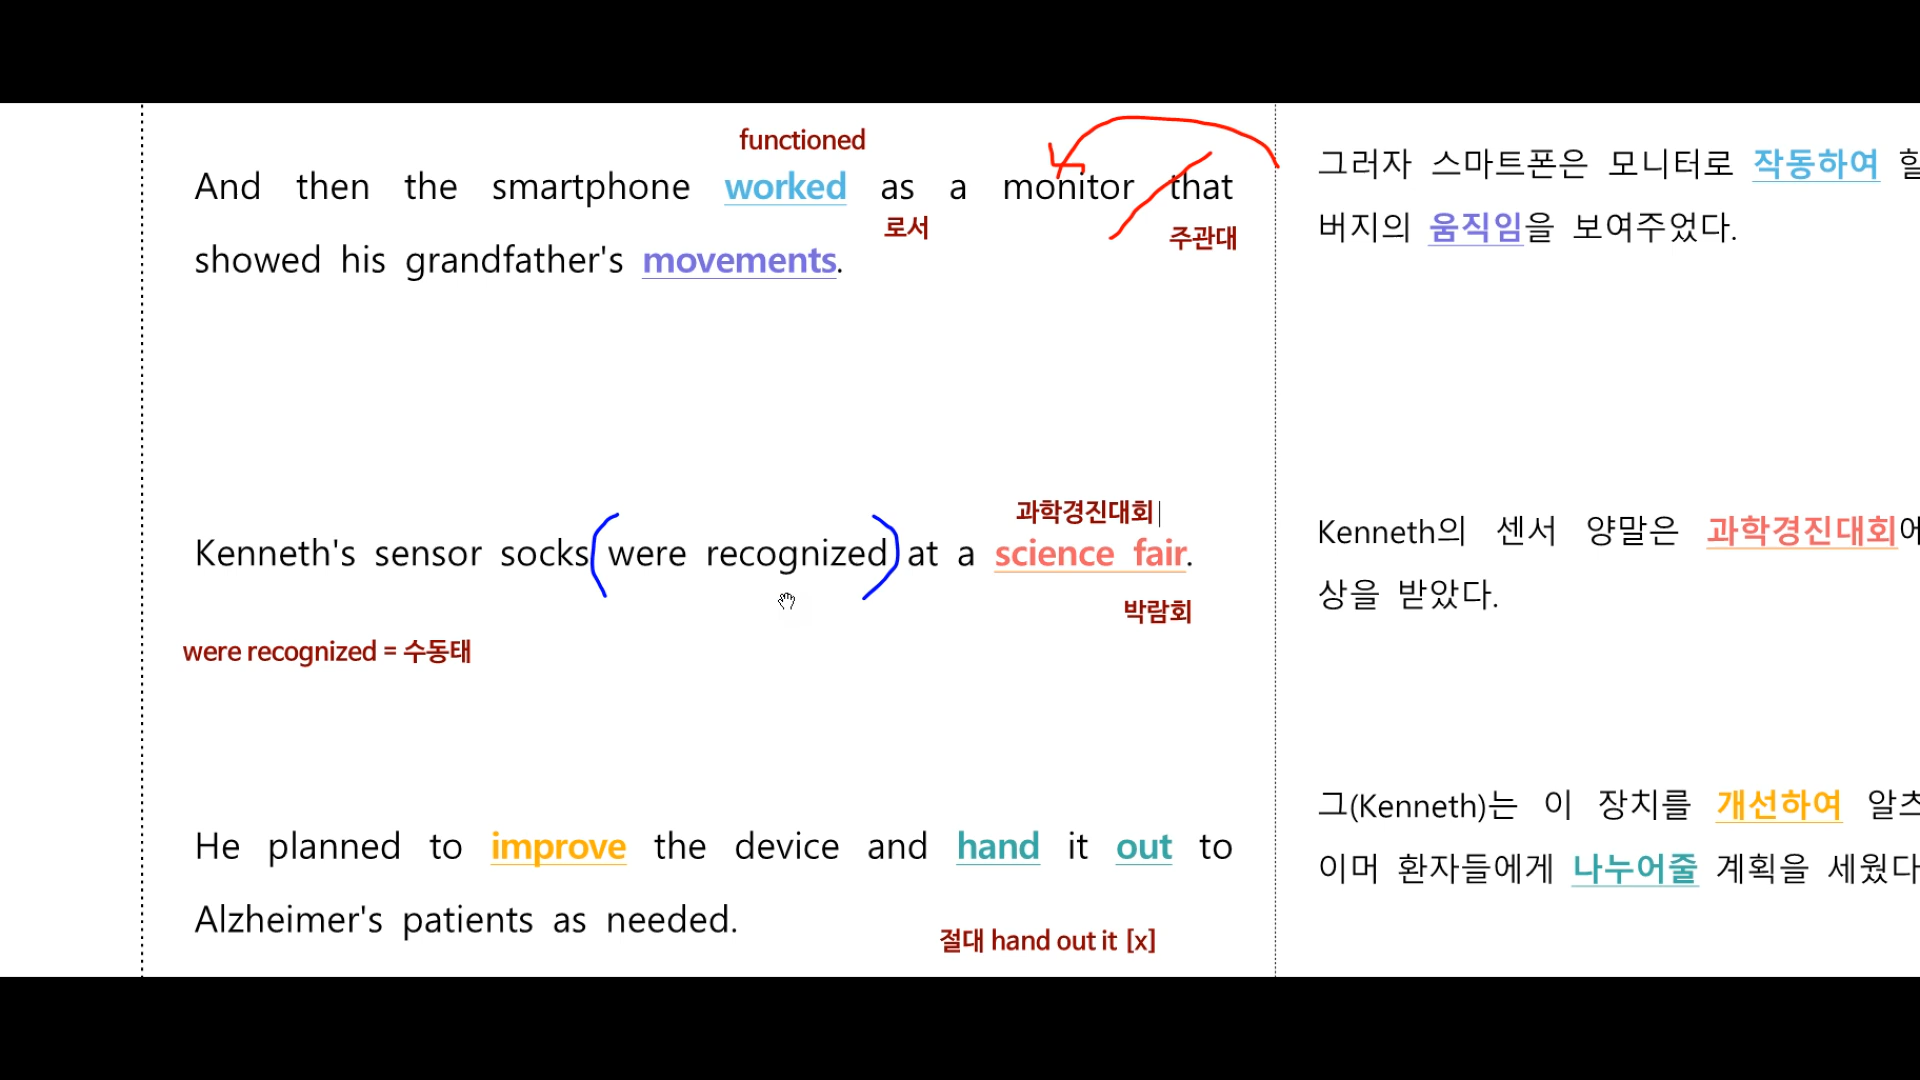 functioned
And then the smartphone worked as a monitor that
로서
주관대
showed his grandfather's movements.
그러자 스마트폰은 모니터로 작동하여 할
버지의 움직임을 보여주었다.
과학경진대회
Kenneth's sensor socks were recognized at a science fair.
박람회
were recognized = 수동태
Kenneth의 센서 양말은 과학경진대회에
상을 받았다.
He planned to improve the device and hand it out to
Alzheimer's patients as needed.
절대 hand out it [x]
그(Kenneth)는 이 장치를 개선하여 알츠
이머 환자들에게 나누어줄 계획을 세웠다